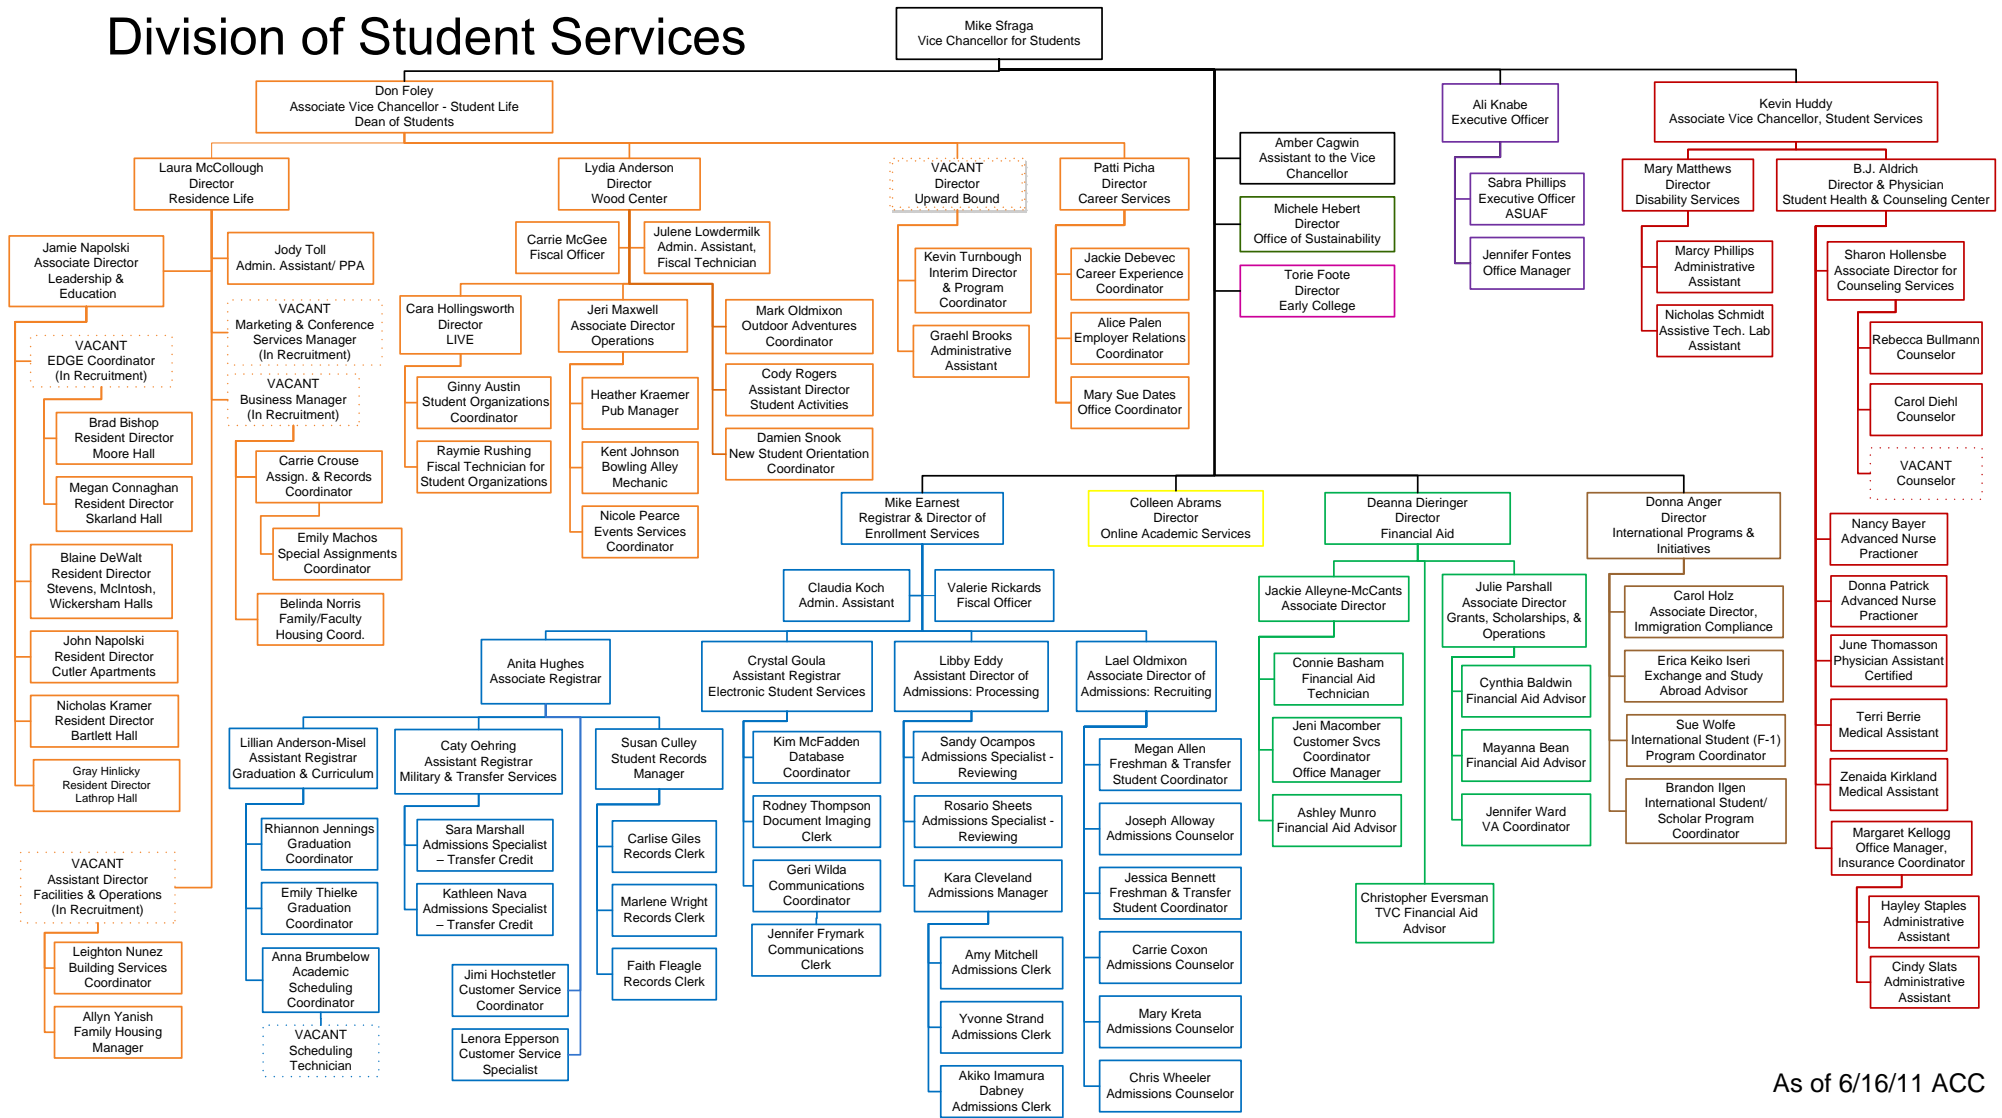 Division of Student Services
Mike Sfraga
Vice Chancellor for Students
Don Foley
Associate Vice Chancellor - Student Life
Dean of Students
Ali Knabe
Executive Officer
Kevin Huddy
Associate Vice Chancellor, Student Services
Amber Cagwin
Assistant to the Vice
Chancellor
Michele Hebert
Director
Office of Sustainability
Torie Foote
Director
Early College
Laura McCollough
Director
Residence Life
Lydia Anderson
Director
Wood Center
VACANT
Director
Upward Bound
Patti Picha
Director
Career Services
Sabra Phillips
Executive Officer
ASUAF
Jennifer Fontes
Office Manager
Mary Matthews
Director
Disability Services
B.J. Aldrich
Director & Physician
Student Health & Counseling Center
Jamie Napolski
Associate Director
Leadership &
Education
Jody Toll
Admin. Assistant/ PPA
VACANT
Marketing & Conference
Services Manager
(In Recruitment)
VACANT
Business Manager
(In Recruitment)
VACANT
EDGE Coordinator
(In Recruitment)
Brad Bishop
Resident Director
Moore Hall
Megan Connaghan
Resident Director
Skarland Hall
Blaine DeWalt
Resident Director
Stevens, McIntosh,
Wickersham Halls
John Napolski
Resident Director
Cutler Apartments
Nicholas Kramer
Resident Director
Bartlett Hall
Gray Hinlicky
Resident Director
Lathrop Hall
VACANT
Assistant Director
Facilities & Operations
(In Recruitment)
Leighton Nunez
Building Services
Coordinator
Allyn Yanish
Family Housing
Manager
Carrie Crouse
Assign. & Records
Coordinator
Emily Machos
Special Assignments
Coordinator
Belinda Norris
Family/Faculty
Housing Coord.
Carrie McGee
Fiscal Officer
Julene Lowdermilk
Admin. Assistant,
Fiscal Technician
Cara Hollingsworth
Director
LIVE
Jeri Maxwell
Associate Director
Operations
Mark Oldmixon
Outdoor Adventures
Coordinator
Cody Rogers
Assistant Director
Student Activities
Damien Snook
New Student Orientation
Coordinator
Ginny Austin
Student Organizations
Coordinator
Raymie Rushing
Fiscal Technician for
Student Organizations
Heather Kraemer
Pub Manager
Kent Johnson
Bowling Alley
Mechanic
Nicole Pearce
Events Services
Coordinator
Kevin Turnbough
Interim Director
& Program
Coordinator
Graehl Brooks
Administrative
Assistant
Jackie Debevec
Career Experience
Coordinator
Alice Palen
Employer Relations
Coordinator
Mary Sue Dates
Office Coordinator
Marcy Phillips
Administrative
Assistant
Nicholas Schmidt
Assistive Tech. Lab
Assistant
Sharon Hollensbe
Associate Director for
Counseling Services
Rebecca Bullmann
Counselor
Carol Diehl
Counselor
VACANT
Counselor
Nancy Bayer
Advanced Nurse
Practioner
Donna Patrick
Advanced Nurse
Practioner
June Thomasson
Physician Assistant
Certified
Terri Berrie
Medical Assistant
Zenaida Kirkland
Medical Assistant
Margaret Kellogg
Office Manager,
Insurance Coordinator
Hayley Staples
Administrative
Assistant
Cindy Slats
Administrative
Assistant
Mike Earnest
Registrar & Director of
Enrollment Services
Colleen Abrams
Director
Online Academic Services
Deanna Dieringer
Director
Financial Aid
Donna Anger
Director
International Programs &
Initiatives
Claudia Koch
Admin. Assistant
Valerie Rickards
Fiscal Officer
Anita Hughes
Associate Registrar
Crystal Goula
Assistant Registrar
Electronic Student Services
Libby Eddy
Assistant Director of
Admissions: Processing
Lael Oldmixon
Associate Director of
Admissions: Recruiting
Lillian Anderson-Misel
Assistant Registrar
Graduation & Curriculum
Caty Oehring
Assistant Registrar
Military & Transfer Services
Susan Culley
Student Records
Manager
Rhiannon Jennings
Graduation
Coordinator
Emily Thielke
Graduation
Coordinator
Anna Brumbelow
Academic
Scheduling
Coordinator
VACANT
Scheduling
Technician
Sara Marshall
Admissions Specialist
– Transfer Credit
Kathleen Nava
Admissions Specialist
– Transfer Credit
Jimi Hochstetler
Customer Service
Coordinator
Lenora Epperson
Customer Service
Specialist
Carlise Giles
Records Clerk
Marlene Wright
Records Clerk
Faith Fleagle
Records Clerk
Kim McFadden
Database
Coordinator
Rodney Thompson
Document Imaging
Clerk
Geri Wilda
Communications
Coordinator
Jennifer Frymark
Communications
Clerk
Sandy Ocampos
Admissions Specialist -
Reviewing
Rosario Sheets
Admissions Specialist -
Reviewing
Kara Cleveland
Admissions Manager
Amy Mitchell
Admissions Clerk
Yvonne Strand
Admissions Clerk
Akiko Imamura
Dabney
Admissions Clerk
Megan Allen
Freshman & Transfer
Student Coordinator
Joseph Alloway
Admissions Counselor
Jessica Bennett
Freshman & Transfer
Student Coordinator
Carrie Coxon
Admissions Counselor
Mary Kreta
Admissions Counselor
Chris Wheeler
Admissions Counselor
Jackie Alleyne-McCants
Associate Director
Julie Parshall
Associate Director
Grants, Scholarships, &
Operations
Connie Basham
Financial Aid
Technician
Jeni Macomber
Customer Svcs
Coordinator
Office Manager
Ashley Munro
Financial Aid Advisor
Cynthia Baldwin
Financial Aid Advisor
Mayanna Bean
Financial Aid Advisor
Jennifer Ward
VA Coordinator
Christopher Eversman
TVC Financial Aid
Advisor
Carol Holz
Associate Director,
Immigration Compliance
Erica Keiko Iseri
Exchange and Study
Abroad Advisor
Sue Wolfe
International Student (F-1)
Program Coordinator
Brandon Ilgen
International Student/
Scholar Program
Coordinator
As of 6/16/11 ACC